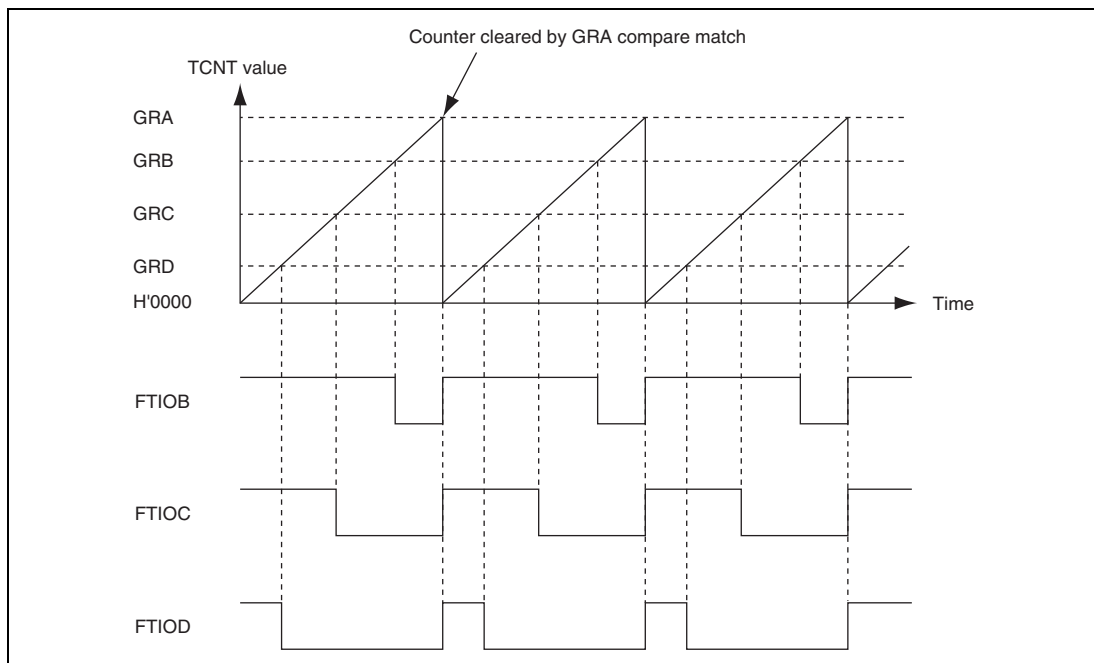 Counter cleared by GRA compare match
TCNT value
GRA
GRB
GRC
GRD
H'0000
Time
FTIOB
FTIOC
FTIOD